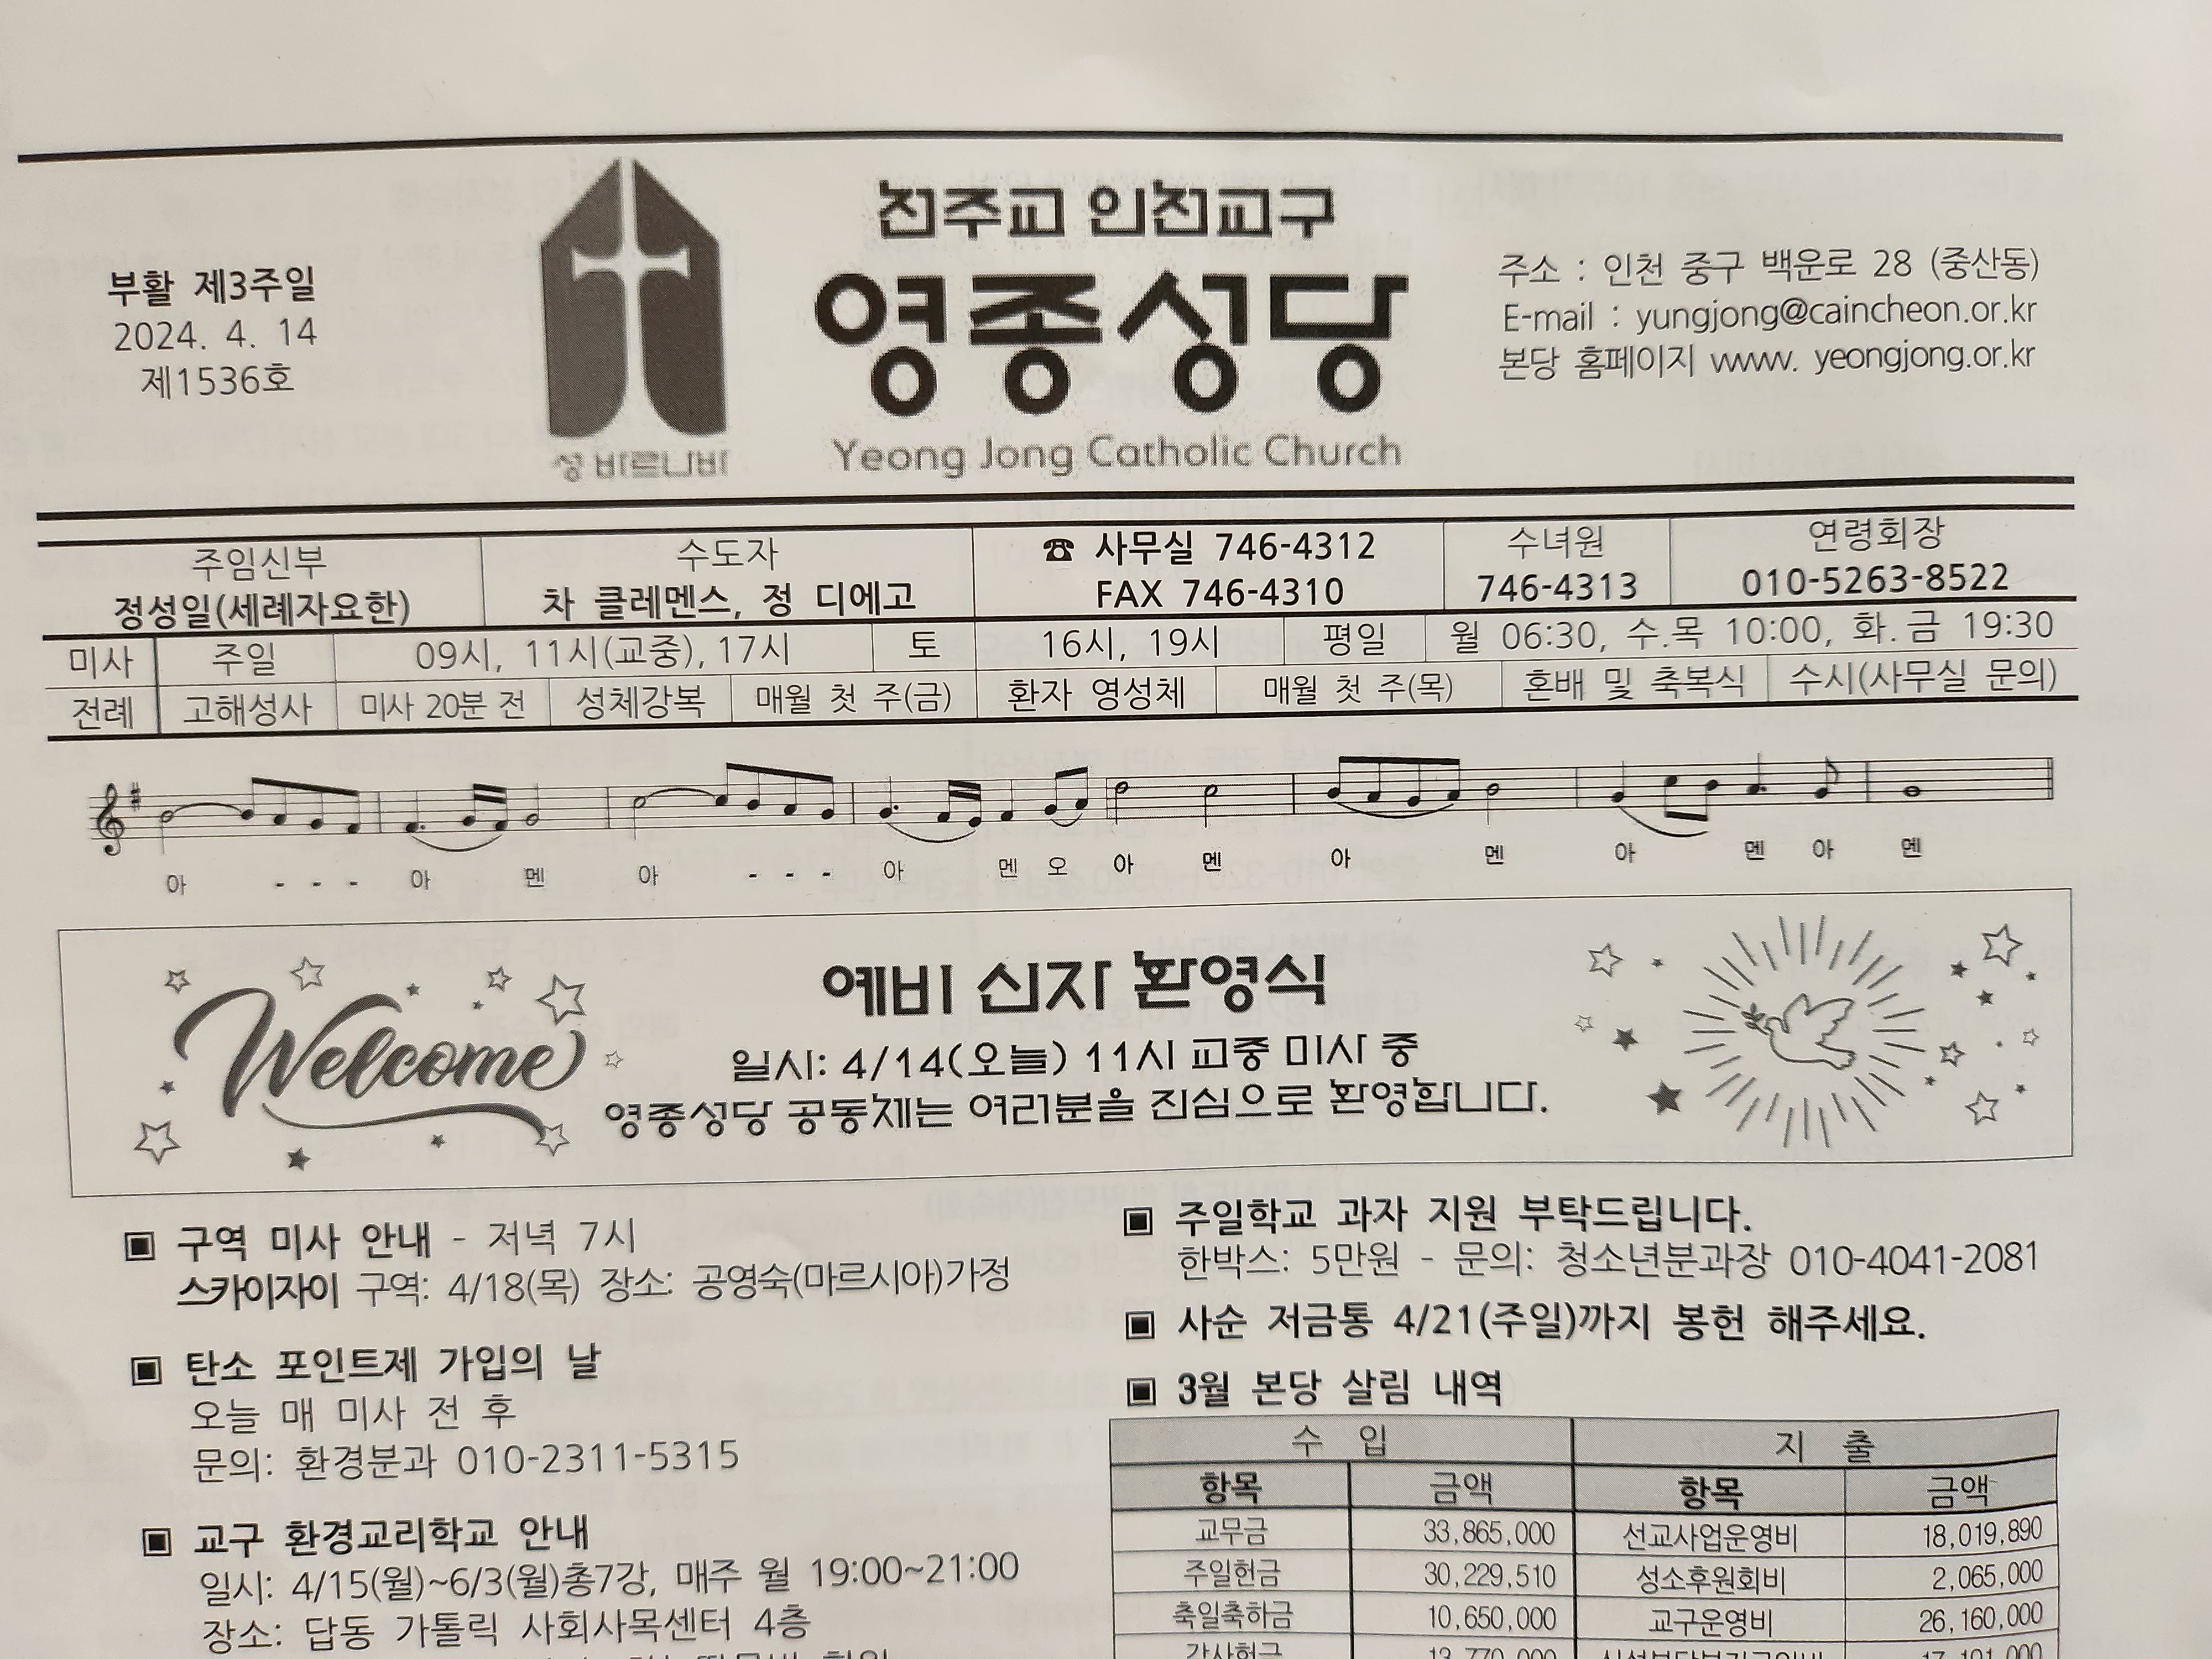 부활 제3주일
2024. 4. 14
제1536호
성 바르나바
천주교 인천교구
영종성당
Yeong Jong Catholic Church
주소 : 인천 중구 백운로 28 (중산동)
E-mail : yungjong@caincheon.or.kr
본당 홈페이지 www. yeongjong.or.kr
주임신부 수도자 ☎ 사무실 746-4312 수녀원 연령회장
정성일(세례자요한) 차 클레멘스, 정 디에고 FAX 746-4310 746-4313 010-5263-8522
미사 주일 09시, 11시(교중), 17시 토 16시, 19시 평일 월 06:30, 수.목 10:00, 화.금 19:30
전례 고해성사 미사 20분 전 성체강복 매월 첫 주(금) 환자 영성체 매월 첫 주(목) 혼배 및 축복식 수시(사무실 문의)
아 - - - 아 멘 아 - - - 아 멘 오 아 멘 아 멘 아 멘 아 멘
Welcome
예비 신자 환영식
일시: 4/14(오늘) 11시 교중 미사 중
영종성당 공동체는 여러분을 진심으로 환영합니다.
▣ 구역 미사 안내 - 저녁 7시
스카이자이 구역: 4/18(목) 장소: 공영숙(마르시아)가정
▣ 탄소 포인트제 가입의 날
오늘 매 미사 전 후
문의: 환경분과 010-2311-5315
▣ 교구 환경교리학교 안내
일시: 4/15(월)~6/3(월)총7강, 매주 월 19:00~21:00
장소: 답동 가톨릭 사회사목센터 4층
▣ 주일학교 과자 지원 부탁드립니다.
한박스: 5만원 - 문의: 청소년분과장 010-4041-2081
▣ 사순 저금통 4/21(주일)까지 봉헌 해주세요.
▣ 3월 본당 살림 내역
수 입 지 출
항목 금액 항목 금액
교무금 33,865,000 선교사업운영비 18,019,890
주일헌금 30,229,510 성소후원회비 2,065,000
축일축하금 10,650,000 교구운영비 26,160,000
감사헌금 13,770,000